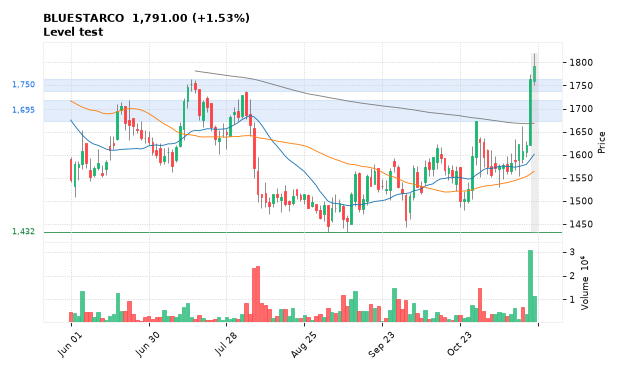 BLUESTARCO 1,791.00 (+1.53%)
Level test
1800
1,750
1750
1,695
1700
1650
1600
Price
1550
1500
1,432
1450
3
2
1
Volume 10⁶
Jun 01
Jun 30
Jul 28
Aug 25
Sep 23
Oct 23